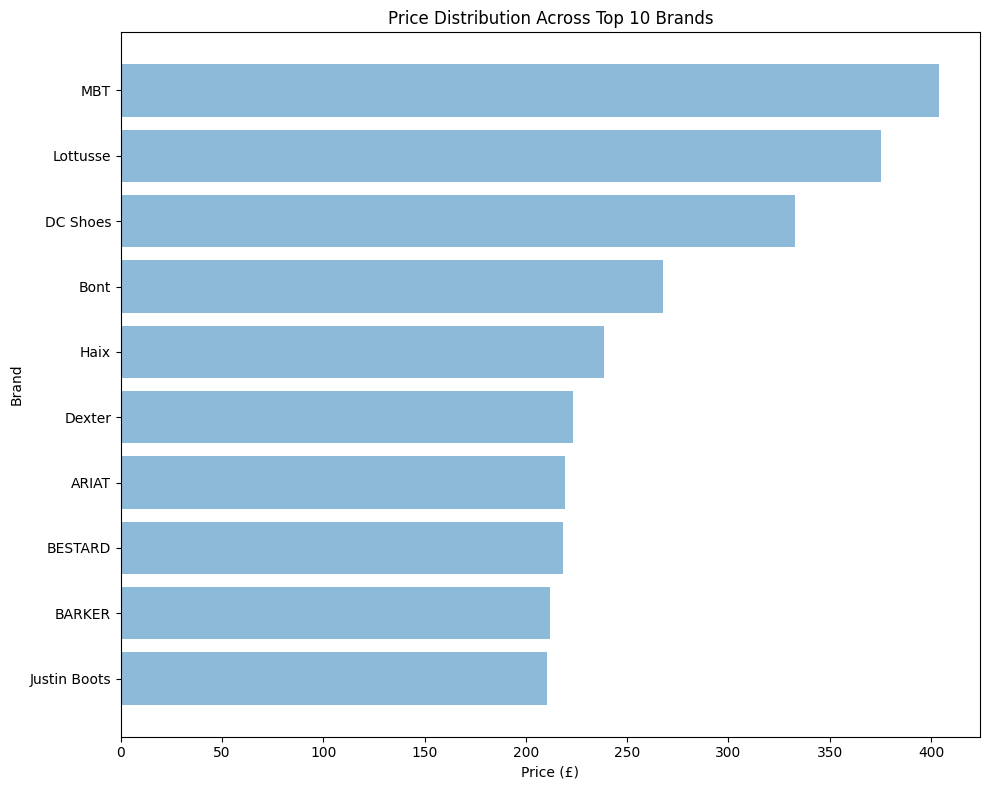 Price Distribution Across Top 10 Brands
Brand
MBT
Lottusse
DC Shoes
Bont
Haix
Dexter
ARIAT
BESTARD
BARKER
Justin Boots
0 50 100 150 200 250 300 350 400
Price (£)